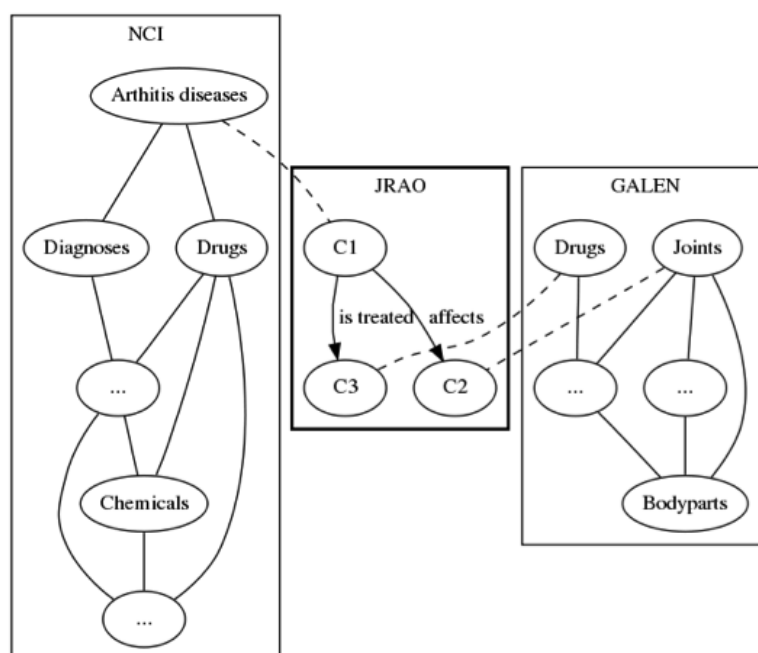 NCI
Arthitis diseases
JRAO
GALEN
Diagnoses
Drugs
C1
Drugs
Joints
is treated
affects
...
C3
C2
...
...
Chemicals
Bodyparts
...